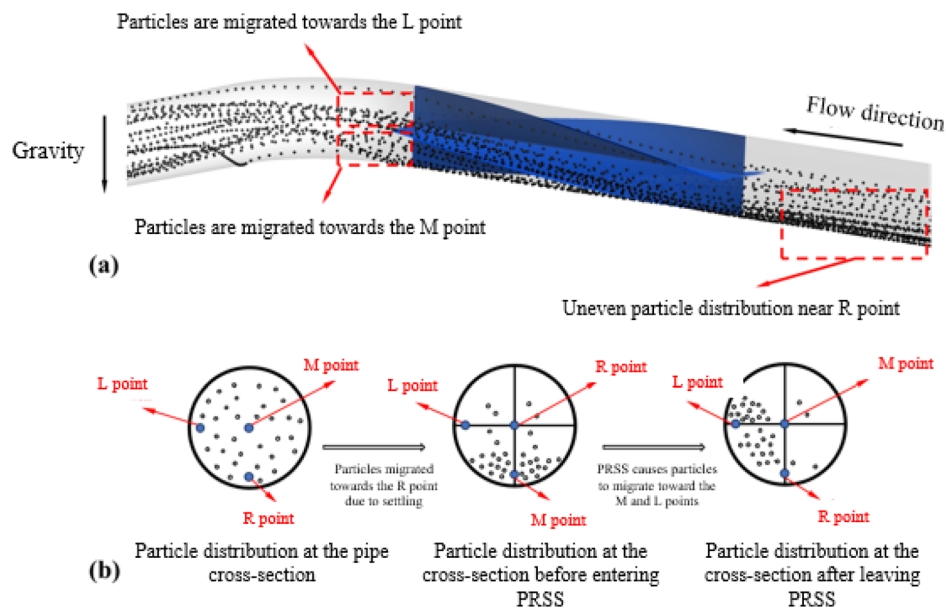 Particles are migrated towards the L point
Flow direction
Gravity
Particles are migrated towards the M point
(a)
Uneven particle distribution near R point
M point
L point
R point
L point
R point
M point
L point
M point
R point
Particles migrated
towards the R point
due to settling
PRSS causes particles
to migrate toward the
M and L points
(b)
Particle distribution at the pipe
cross-section
Particle distribution at the
cross-section before entering
PRSS
Particle distribution at the
cross-section after leaving
PRSS